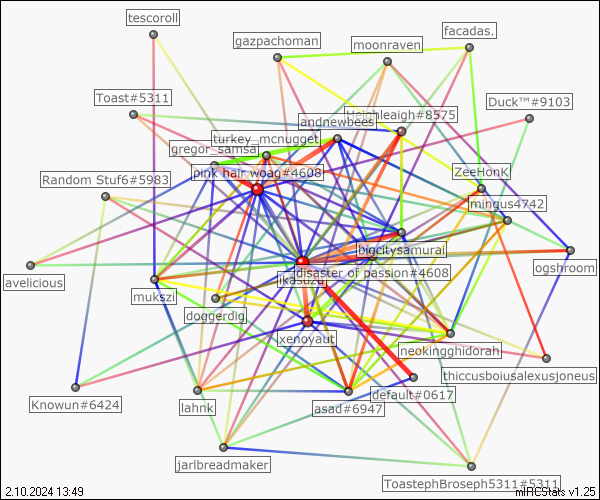 tescoroll
facadas.
gazpachoman
moonraven
Toast#5311
Duck™#9103
Heighleigh#8575
andnewbees
turkey_mcnugget
gregor_samsa
pink hair woag#4608
ZeeHonK
Random Stuf6#5983
mingus4742
bigcitysamurai
avelicious
disaster of passion#4608
ogshroom
ikasuzu
mukszi
doggerdig
xenoyaut
neokingghidorah
thiccusboiusalexusjoneus
default#0617
Knowun#6424
lahnk
asad#6947
jarlbreadmaker
ToastephBroseph5311#5311
2.10.2024 13:49
mIRCStats v1.25